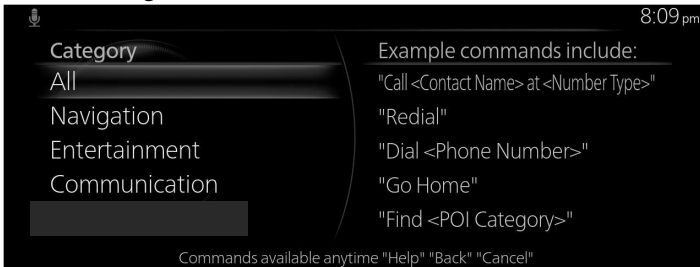 8:09 pm
Category
All
Navigation
Entertainment
Communication
Example commands include:
"Call <Contact Name> at <Number Type>"
"Redial"
"Dial <Phone Number>"
"Go Home"
"Find <POI Category>"
Commands available anytime "Help" "Back" "Cancel"